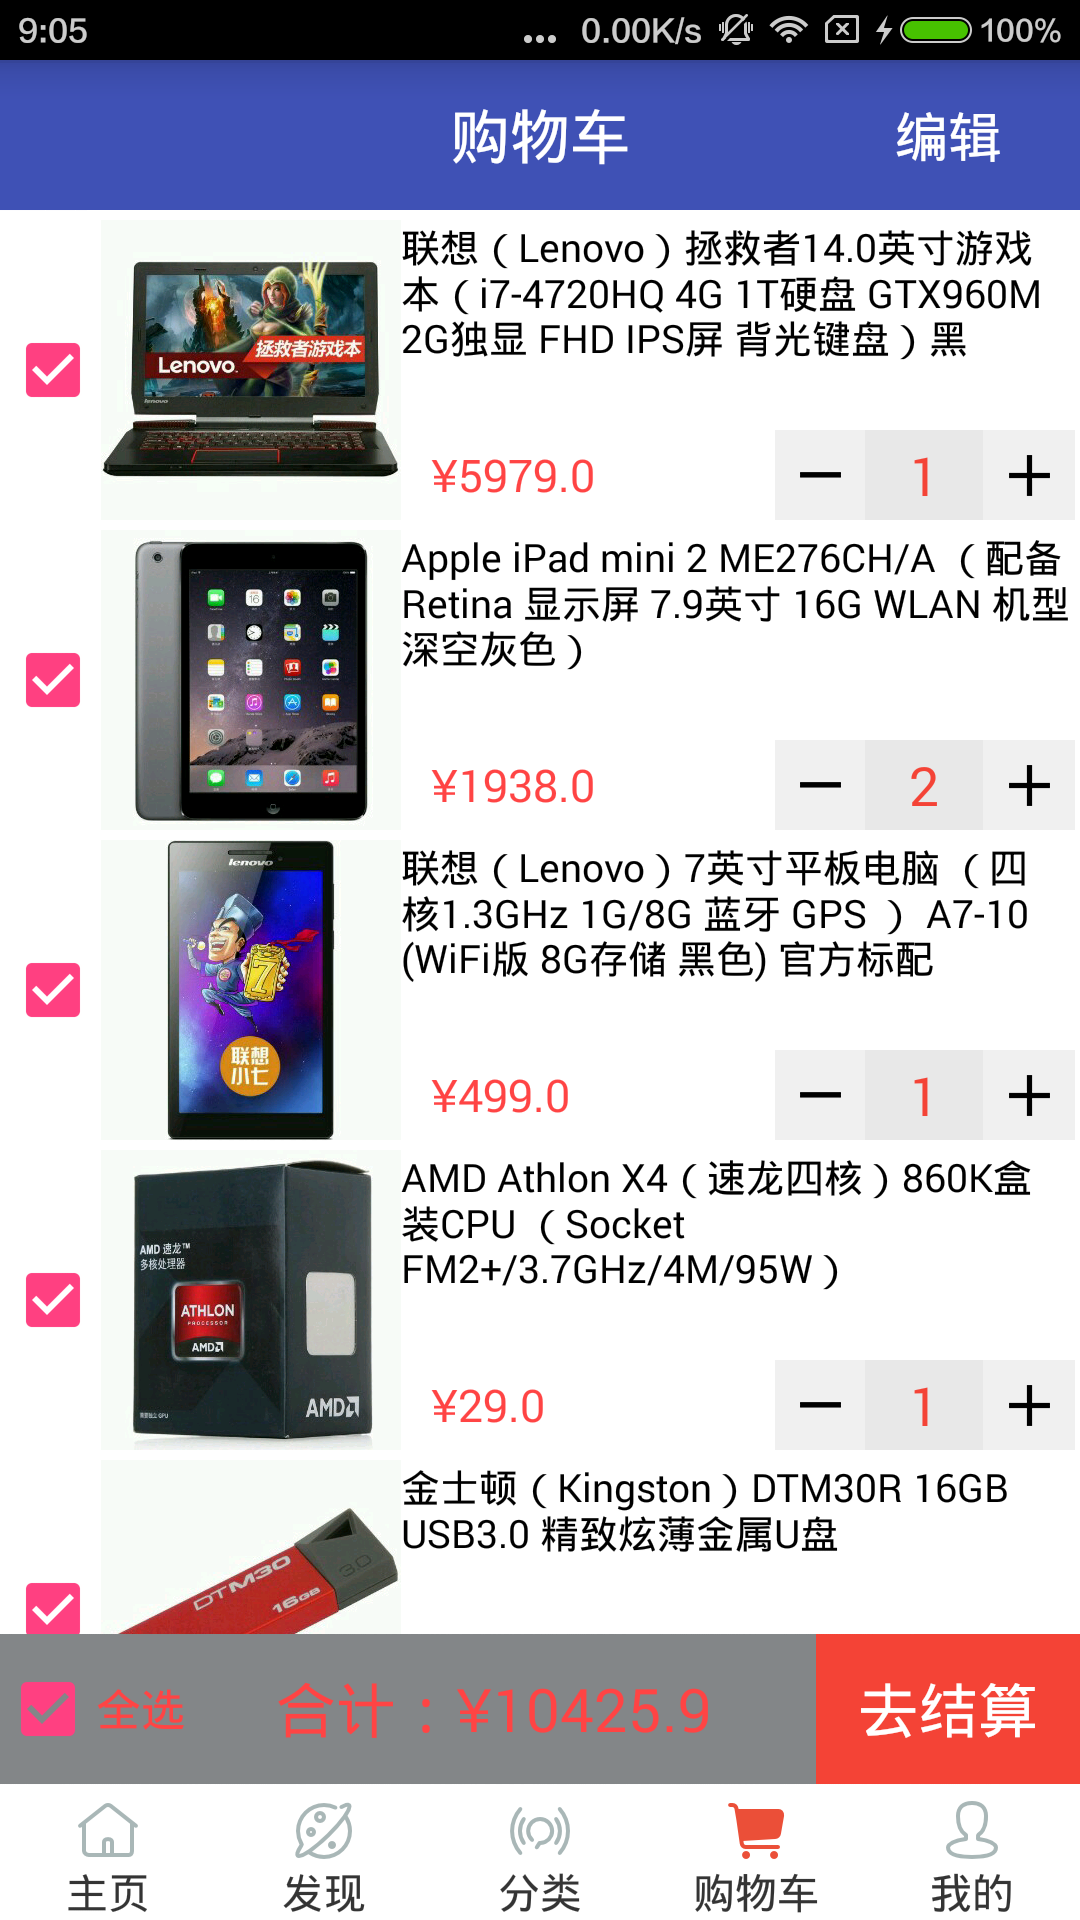 9:05 ... 0.00K/s 100%
购物车 编辑
联想（Lenovo）拯救者14.0英寸游戏
本（i7-4720HQ 4G 1T硬盘 GTX960M
2G独显 FHD IPS屏 背光键盘）黑
Lenovo 拯救者游戏本
lenovo
¥5979.0 1
Apple iPad mini 2 ME276CH/A （配备
Retina 显示屏 7.9英寸 16G WLAN 机型
深空灰色）
¥1938.0 2
联想（Lenovo）7英寸平板电脑 （四
核1.3GHz 1G/8G 蓝牙 GPS ） A7-10
(WiFi版 8G存储 黑色) 官方标配
lenovo
7
联想
小七
¥499.0 1
AMD Athlon X4（速龙四核）860K盒
装CPU （Socket
FM2+/3.7GHz/4M/95W）
AMD 速龙™
多核处理器
ATHLON
PROCESSOR
AMD
AMD
¥29.0 1
金士顿（Kingston）DTM30R 16GB
USB3.0 精致炫薄金属U盘
DTM30
16GB
3.0
全选 合计：¥10425.9 去结算
主页 发现 分类 购物车 我的